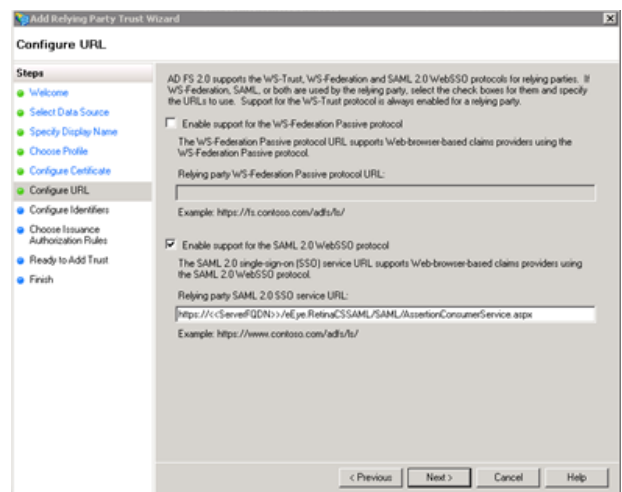 Add Relying Party Trust Wizard
Configure URL
Steps
Welcome
Select Data Source
Specify Display Name
Choose Profile
Configure Certificate
Configure URL
Configure Identifiers
Choose Issuance
Authorization Rules
Ready to Add Trust
Finish
AD FS 2.0 supports the WS-Trust, WS-Federation and SAML 2.0 WebSSO protocols for relying parties. If
WS-Federation, SAML, or both are used by the relying party, select the check boxes for them and specify
the URLs to use. Support for the WS-Trust protocol is always enabled for a relying party.
Enable support for the WS-Federation Passive protocol
The WS-Federation Passive protocol URL supports Web-browser-based claims providers using the
WS-Federation Passive protocol.
Relying party WS-Federation Passive protocol URL:
Example: https://fs.contoso.com/adfs/ls/
Enable support for the SAML 2.0 WebSSO protocol
The SAML 2.0 single-sign-on (SSO) service URL supports Web-browser-based claims providers using
the SAML 2.0 WebSSO protocol.
Relying party SAML 2.0 SSO service URL:
https://<<ServerFQDN>>/eEye.RetinaCSSAML/SAML/AssertionConsumerService.aspx
Example: https://www.contoso.com/adfs/ls/
< Previous
Next >
Cancel
Help